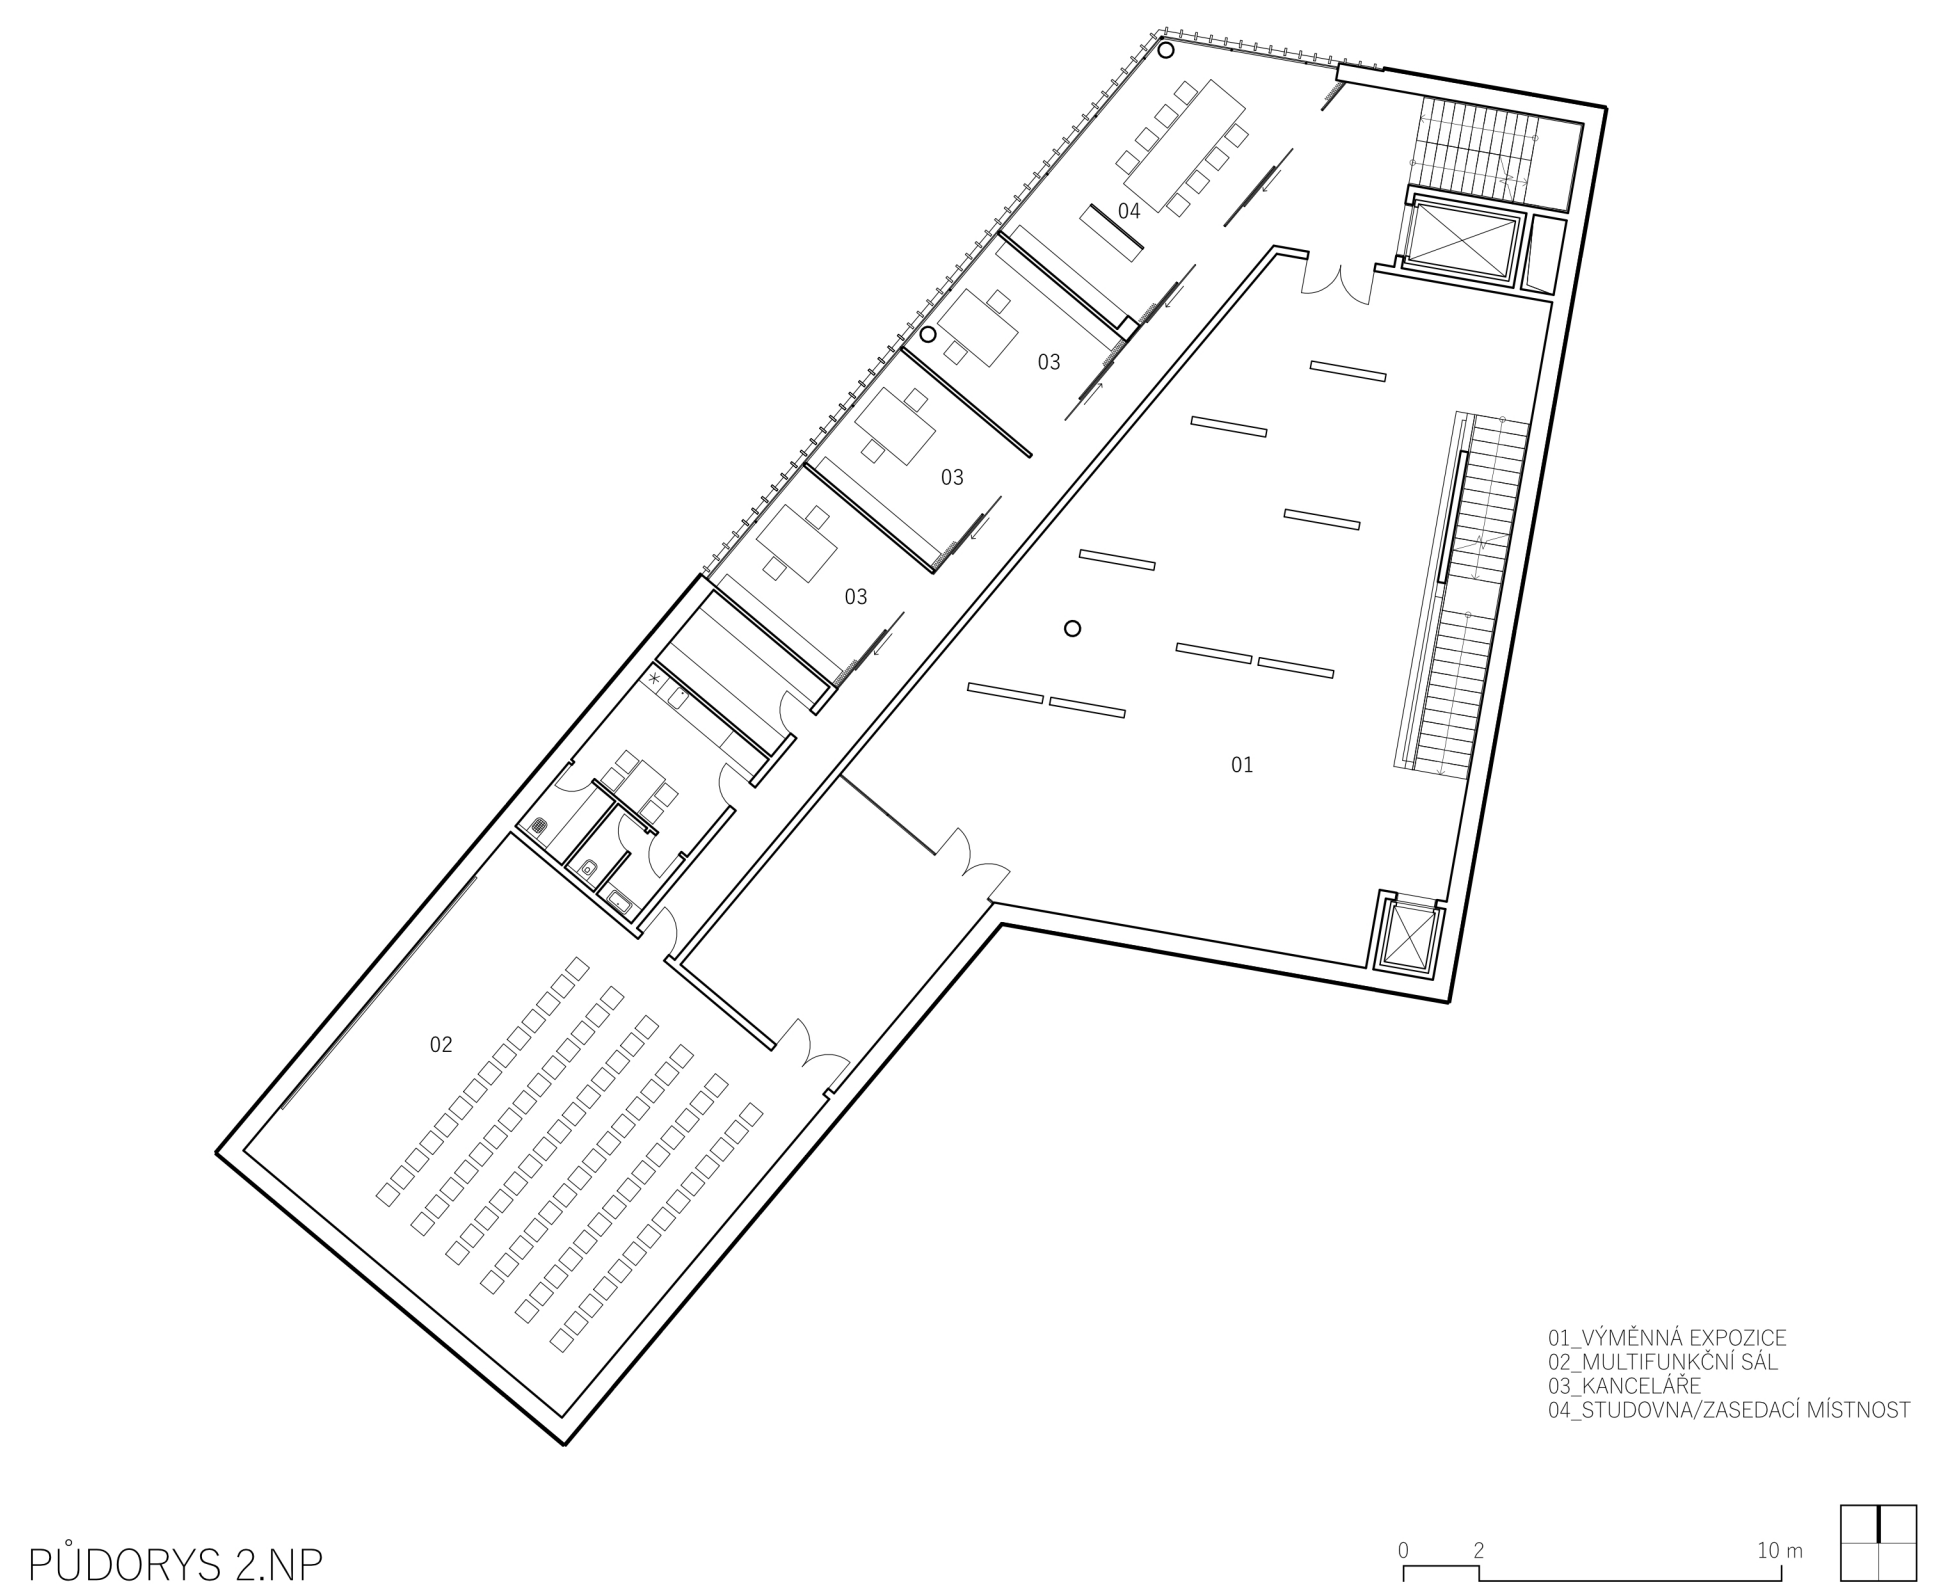 04
03
03
03
01
02
01_VÝMĚNNÁ EXPOZICE
02_MULTIFUNKČNÍ SÁL
03_KANCELÁŘE
04_STUDOVNA/ZASEDACÍ MÍSTNOST
PŮDORYS 2.NP
0 2 10 m